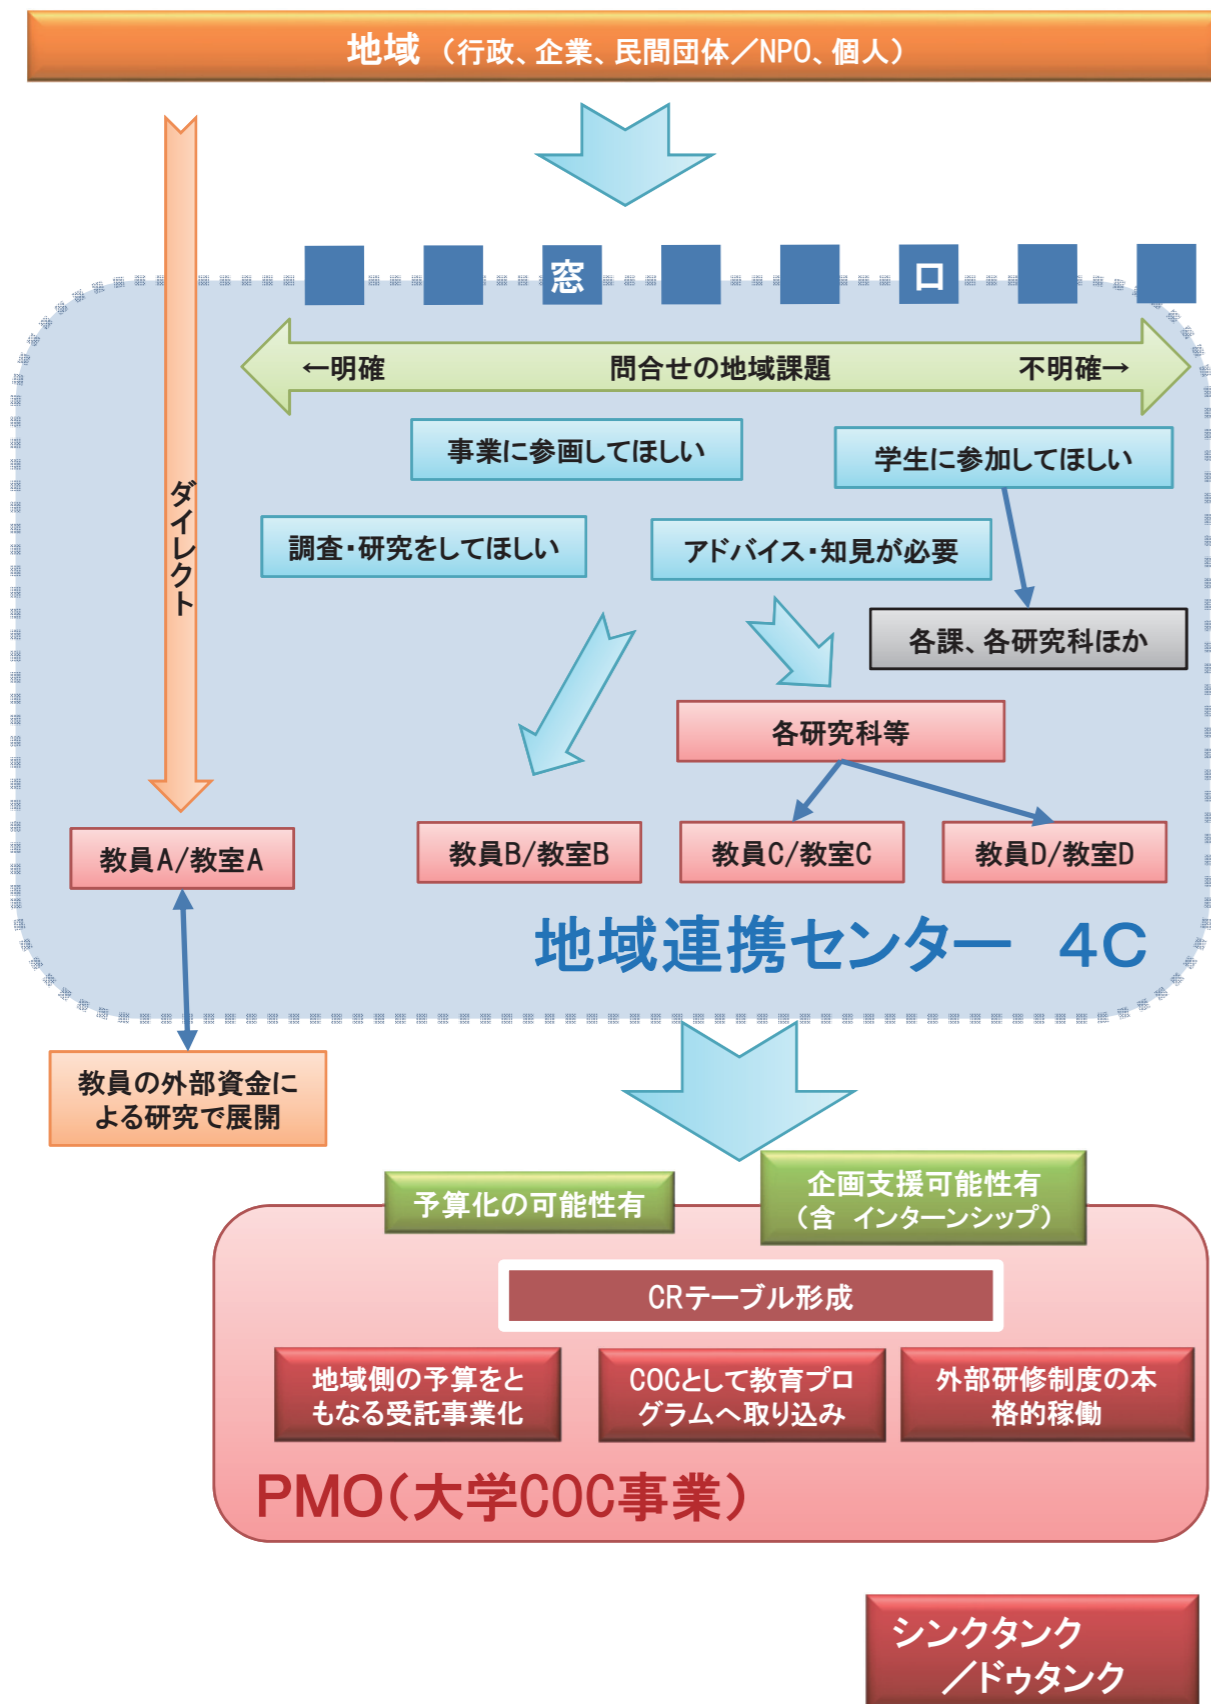 地域 (行政、企業、民間団体／NPO、個人)
窓口
←明確 問合せの地域課題 不明確→
事業に参画してほしい
学生に参加してほしい
調査・研究をしてほしい
アドバイス・知見が必要
ダイレクト
各課、各研究科ほか
各研究科等
教員A/教室A
教員B/教室B
教員C/教室C
教員D/教室D
地域連携センター 4C
教員の外部資金に
よる研究で展開
予算化の可能性有
企画支援可能性有
(含 インターンシップ)
CRテーブル形成
地域側の予算をと
もなる受託事業化
COCとして教育プロ
グラムへ取り込み
外部研修制度の本
格的稼働
PMO(大学COC事業)
シンクタンク
／ドゥタンク